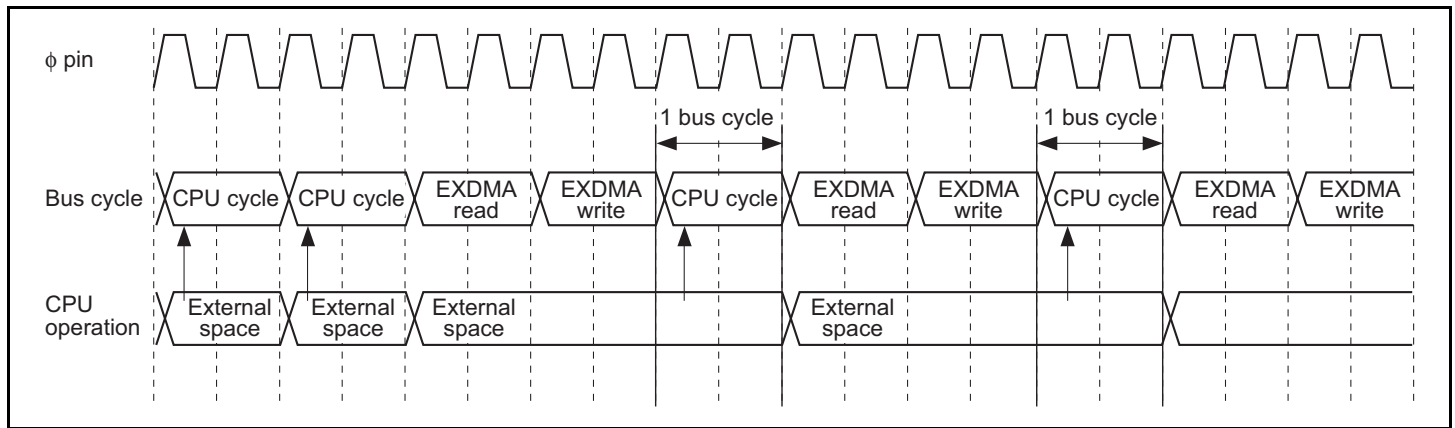 ϕ pin
1 bus cycle 1 bus cycle
Bus cycle CPU cycle CPU cycle EXDMA read EXDMA write CPU cycle EXDMA read EXDMA write CPU cycle EXDMA read EXDMA write
CPU operation External space External space External space External space